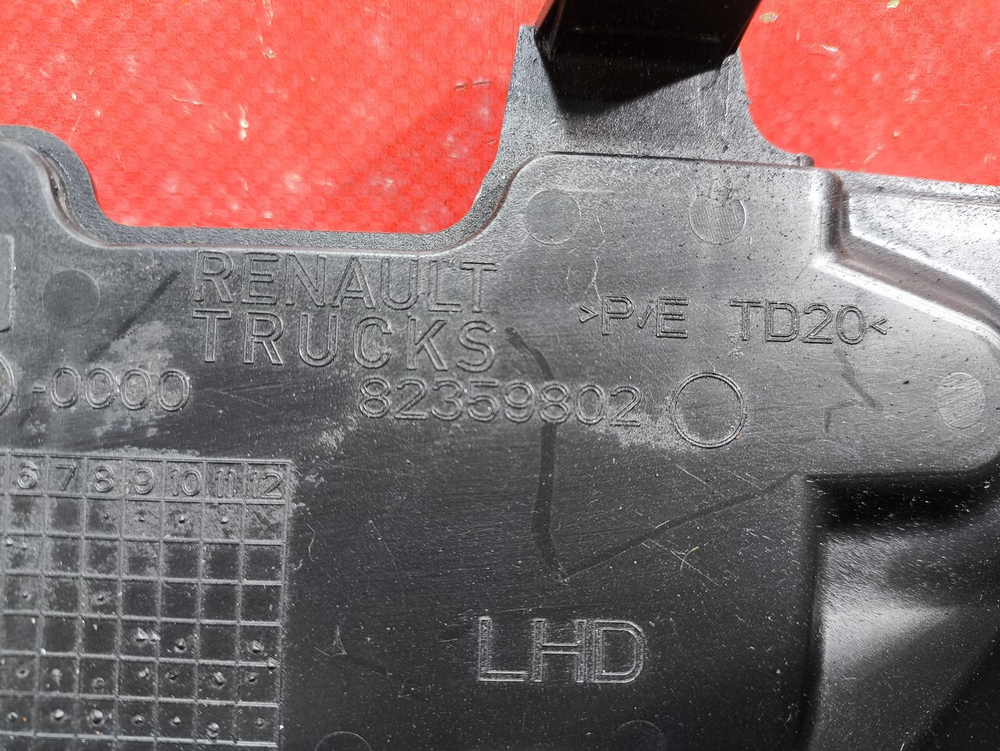 RENAULT
TRUCKS
>P/E TD20<
-0000
82359802
6 7 8 9 10 11 12
LHD